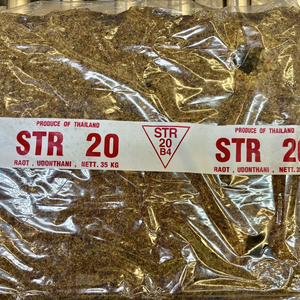 PRODUCE OF THAILAND
STR 20
RAOT , UDONTHANI , NETT. 35 KG
STR
20
B4
PRODUCE OF THAILAND
STR 20
RAOT , UDONTHANI , NETT.